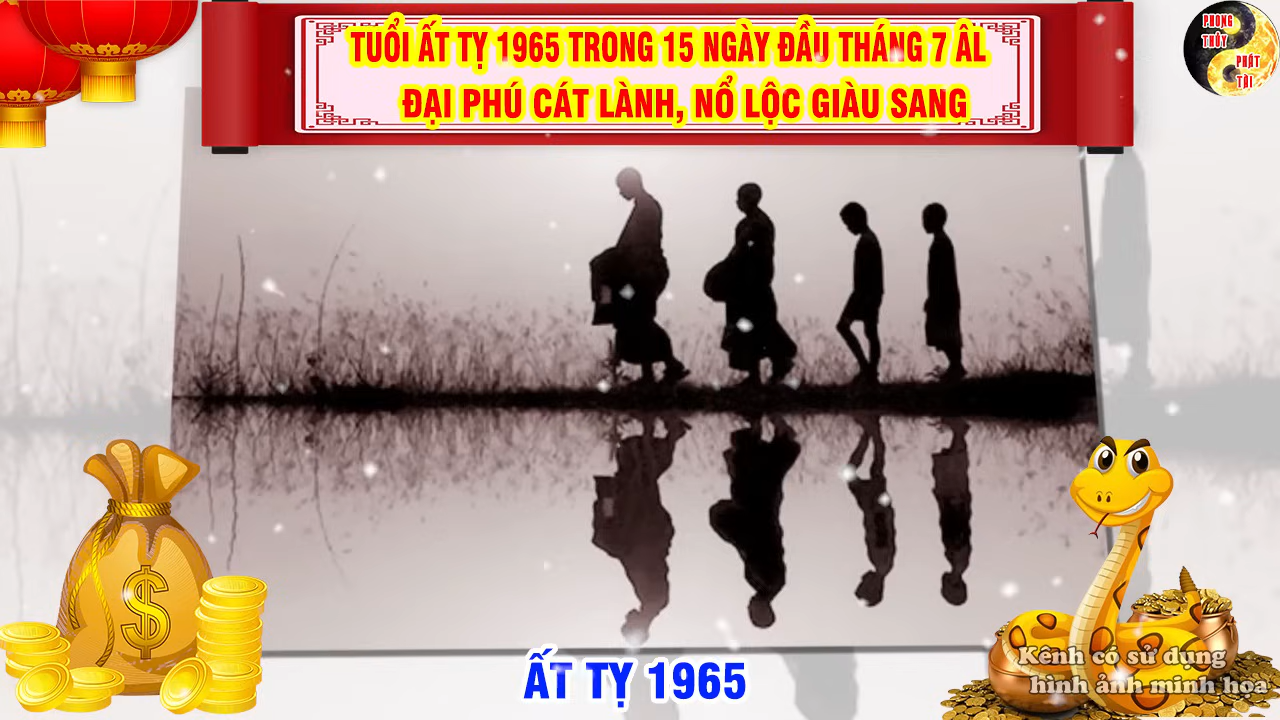 TUỔI ẤT TỴ 1965 TRONG 15 NGÀY ĐẦU THÁNG 7 ÂL
ĐẠI PHÚ CÁT LÀNH, NỔ LỘC GIÀU SANG
PHONG
THỦY
PHÁT
TÀI
$
ẤT TỴ 1965
Kênh có sử dụng
hình ảnh minh họa